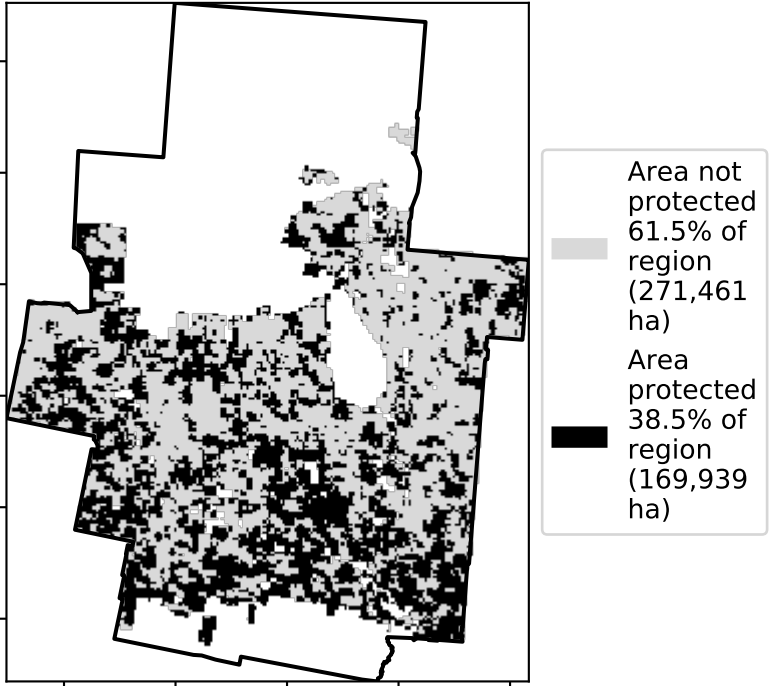 Area not
protected
61.5% of
region
(271,461
ha)
Area
protected
38.5% of
region
(169,939
ha)